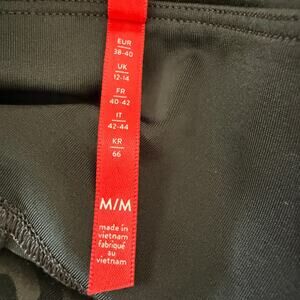 EUR
38-40
UK
12-14
FR
40-42
IT
42-44
KR
66
M/M
made in
vietnam
fabriqué
au
vietnam